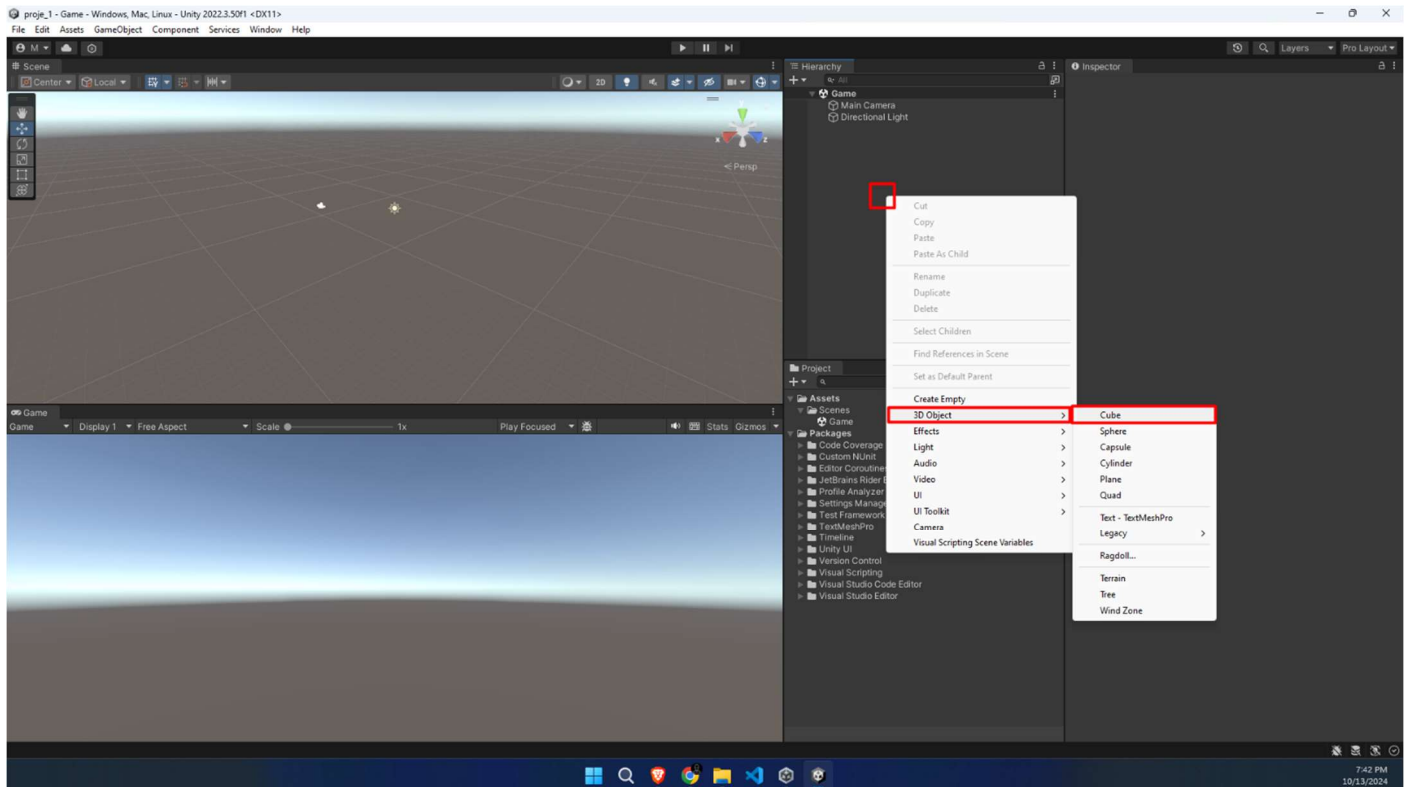 proje_1 - Game - Windows, Mac, Linux - Unity 2022.3.50f1 <DX11>
File Edit Assets GameObject Component Services Window Help
M
Layers
Pro Layout
Scene
Center
Local
2D
x
z
Persp
Hierarchy
All
Game
Main Camera
Directional Light
Inspector
Cut
Copy
Paste
Paste As Child
Rename
Duplicate
Delete
Select Children
Find References in Scene
Set as Default Parent
Create Empty
3D Object
Effects
Light
Audio
Video
UI
UI Toolkit
Camera
Visual Scripting Scene Variables
Cube
Sphere
Capsule
Cylinder
Plane
Quad
Text - TextMeshPro
Legacy
Ragdoll...
Terrain
Tree
Wind Zone
Project
Assets
Scenes
Game
Packages
Code Coverage
Custom NUnit
Editor Coroutine
JetBrains Rider
Profile Analyzer
Settings Manage
Test Framework
TextMeshPro
Timeline
Unity UI
Version Control
Visual Scripting
Visual Studio Code Editor
Visual Studio Editor
Game
Game Display 1 Free Aspect Scale 1x Play Focused Stats Gizmos
7:42 PM
10/13/2024